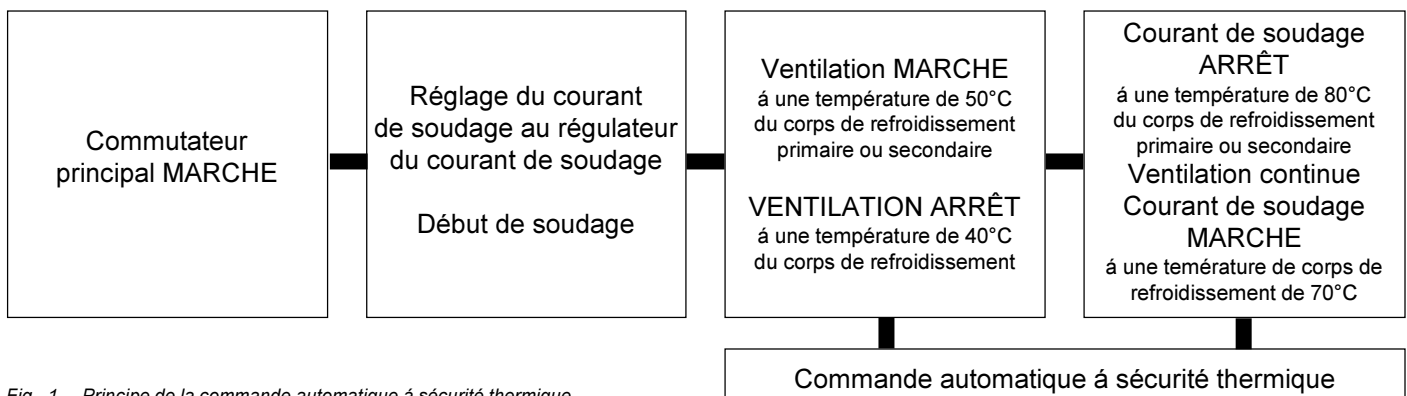 Commutateur
principal MARCHE
Réglage du courant
de soudage au régulateur
du courant de soudage
Début de soudage
Ventilation MARCHE
á une température de 50°C
du corps de refroidissement
primaire ou secondaire
VENTILATION ARRÊT
á une température de 40°C
du corps de refroidissement
Courant de soudage
ARRÊT
á une température de 80°C
du corps de refroidissement
primaire ou secondaire
Ventilation continue
Courant de soudage
MARCHE
á une temérature de corps de
refroidissement de 70°C
Commande automatique á sécurité thermique
Fig. 1 Principe de la commande automatique á sécurité thermique